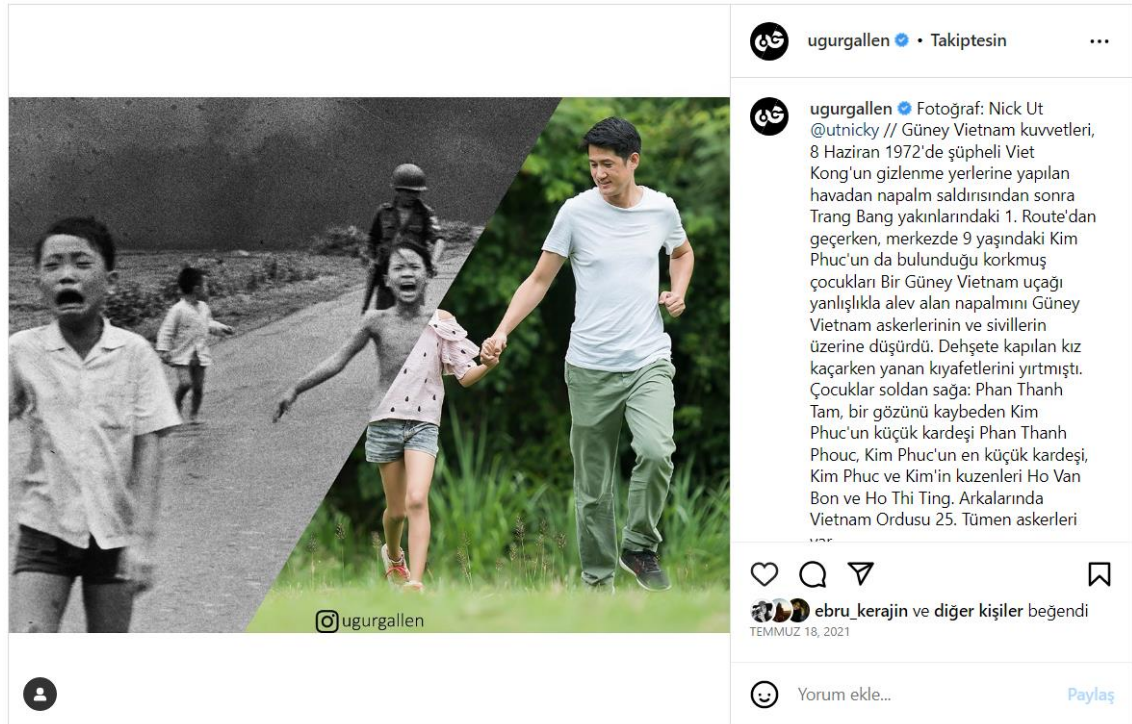 ugurgallen • Takiptesin
ugurgallen Fotoğraf: Nick Ut
@utnicky // Güney Vietnam kuvvetleri,
8 Haziran 1972'de şüpheli Viet
Kong'un gizlenme yerlerine yapılan
havadan napalm saldırısından sonra
Trang Bang yakınlarındaki 1. Route'dan
geçerken, merkezde 9 yaşındaki Kim
Phuc'un da bulunduğu korkmuş
çocukları Bir Güney Vietnam uçağı
yanlışlıkla alev alan napalmını Güney
Vietnam askerlerinin ve sivillerin
üzerine düşürdü. Dehşete kapılan kız
kaçarken yanan kıyafetlerini yırtmıştı.
Çocuklar soldan sağa: Phan Thanh
Tam, bir gözünü kaybeden Kim
Phuc'un küçük kardeşi Phan Thanh
Phouc, Kim Phuc'un en küçük kardeşi,
Kim Phuc ve Kim'in kuzenleri Ho Van
Bon ve Ho Thi Ting. Arkalarında
Vietnam Ordusu 25. Tümen askerleri
ebru_kerajin ve diğer kişiler beğendi
TEMMUZ 18, 2021
Yorum ekle...
Paylaş
ugurgallen